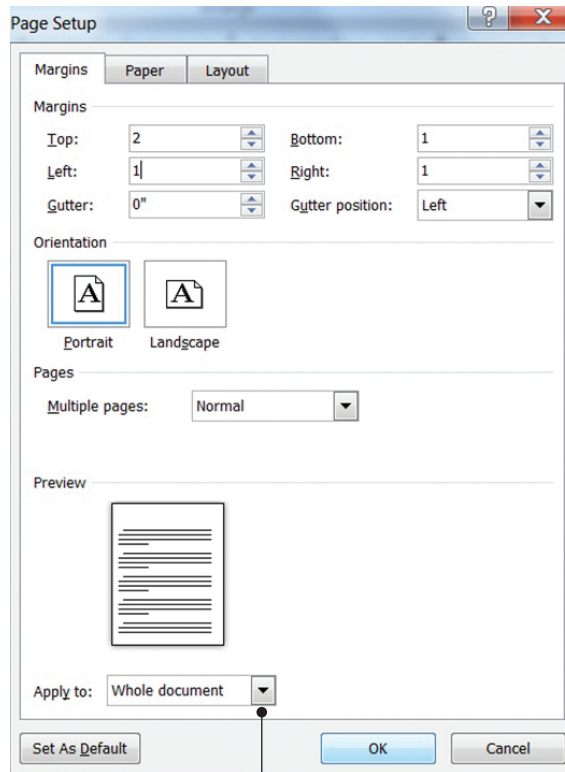 Page Setup
Margins Paper Layout
Margins
Top: 2 Bottom: 1
Left: 1 Right: 1
Gutter: 0" Gutter position: Left
Orientation
A A
Portrait Landscape
Pages
Multiple pages: Normal
Preview
Apply to: Whole document
Set As Default OK Cancel